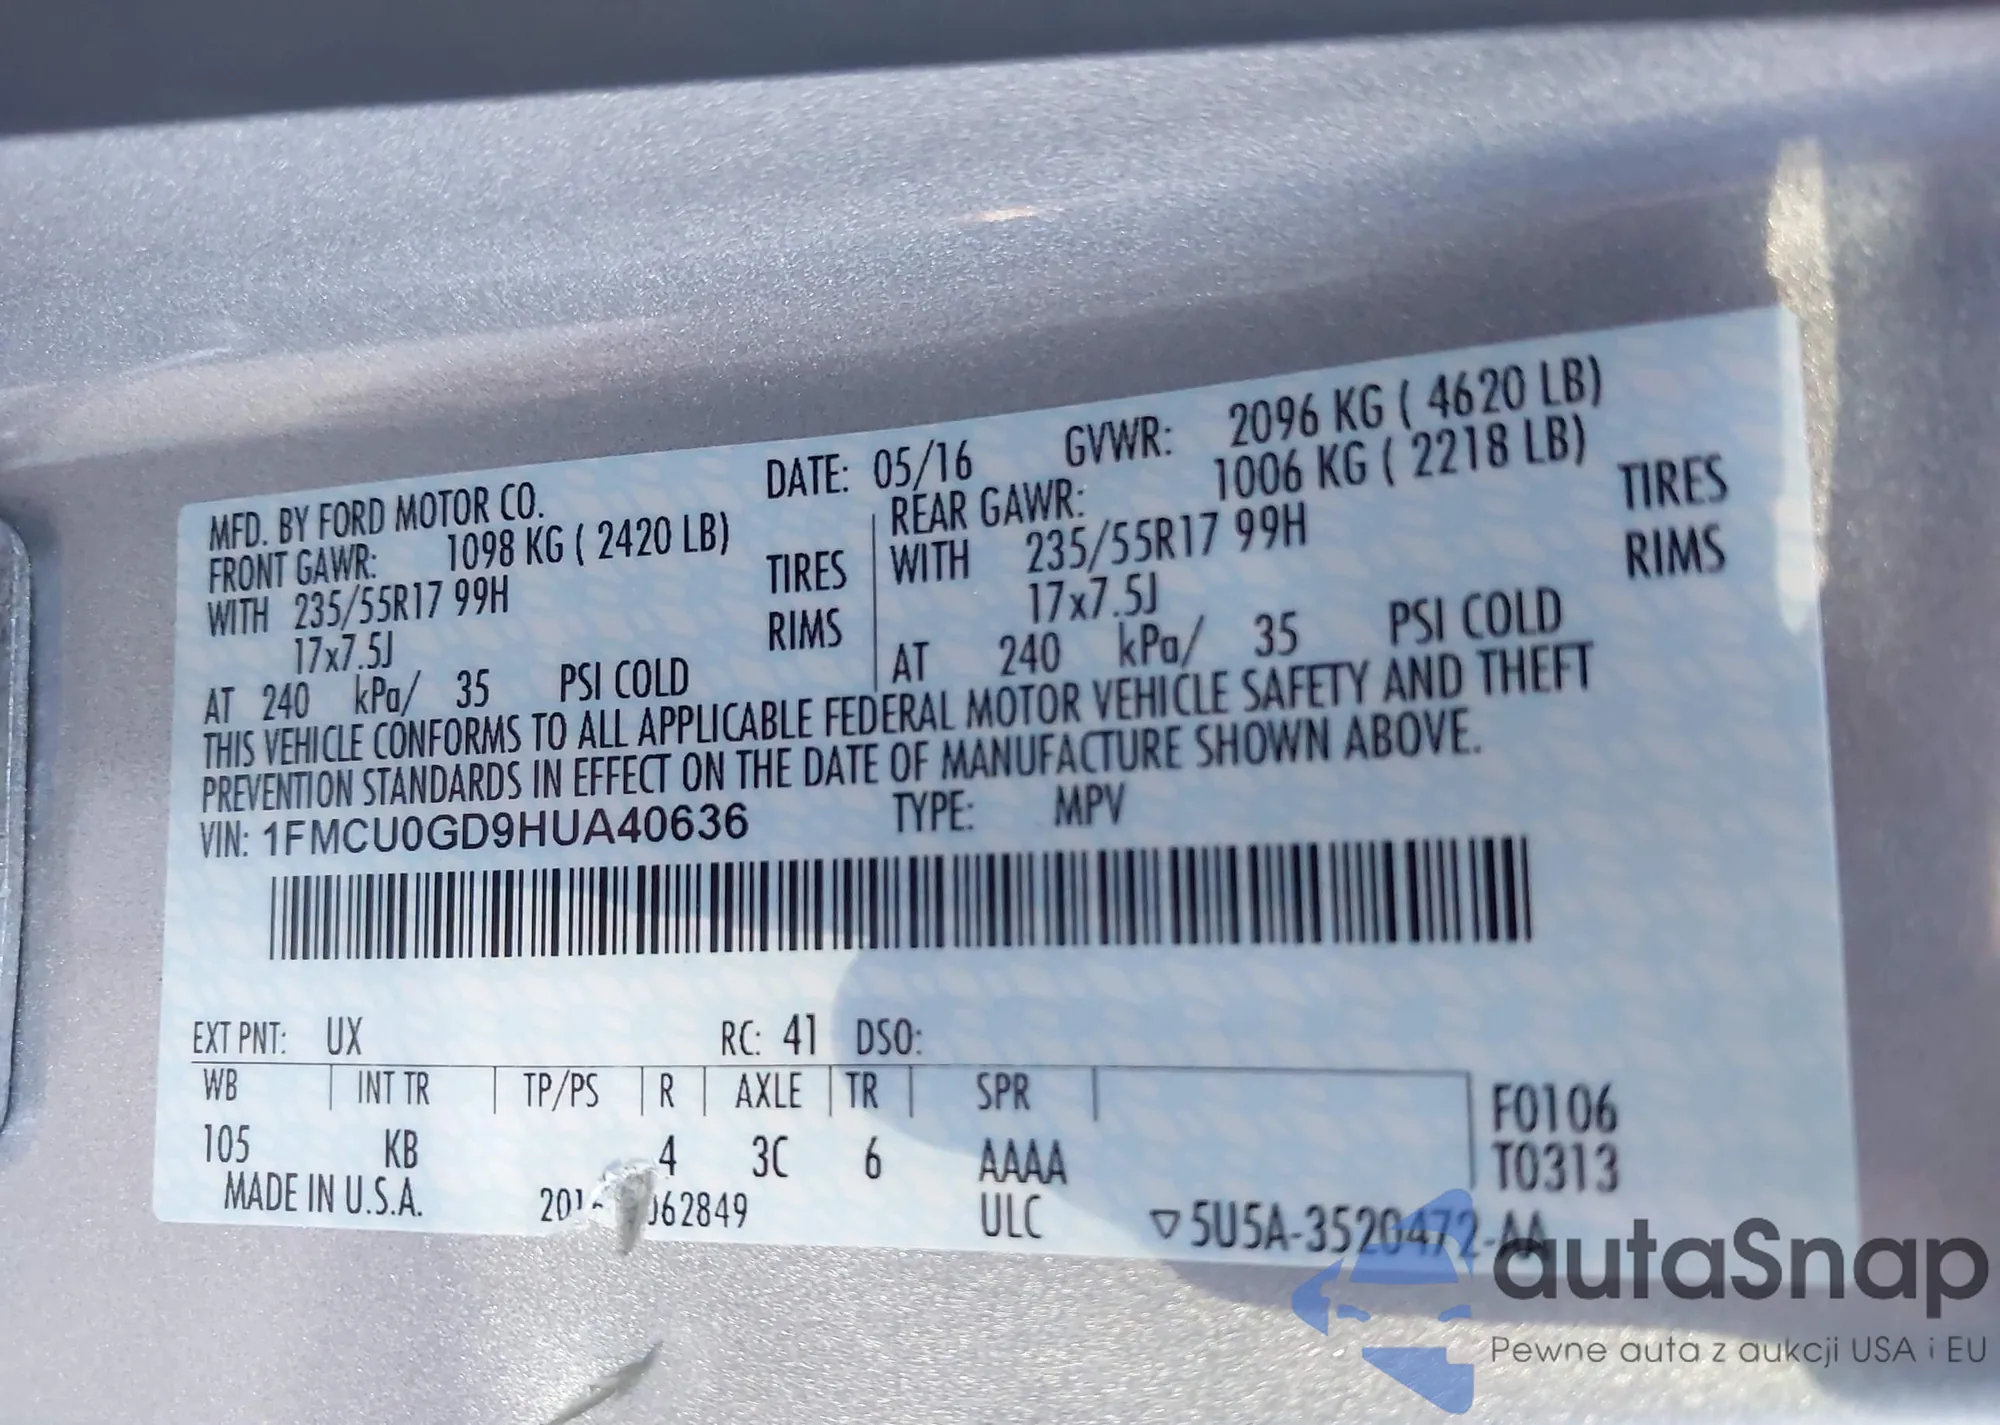 MFD. BY FORD MOTOR CO. DATE: 05/16 GVWR: 2096 KG ( 4620 LB)
FRONT GAWR: 1098 KG ( 2420 LB) REAR GAWR: 1006 KG ( 2218 LB)
WITH 235/55R17 99H TIRES WITH 235/55R17 99H TIRES
17x7.5J RIMS 17x7.5J RIMS
AT 240 kPa/ 35 PSI COLD AT 240 kPa/ 35 PSI COLD
THIS VEHICLE CONFORMS TO ALL APPLICABLE FEDERAL MOTOR VEHICLE SAFETY AND THEFT
PREVENTION STANDARDS IN EFFECT ON THE DATE OF MANUFACTURE SHOWN ABOVE.
VIN: 1FMCU0GD9HUA40636 TYPE: MPV
EXT PNT: UX RC: 41 DSO:
WB INT TR TP/PS R AXLE TR SPR F0106
105 KB 4 3C 6 AAAA T0313
MADE IN U.S.A. ULC ▽5U5A-3520472-AA
autaSnap
Pewne auta z aukcji USA i EU